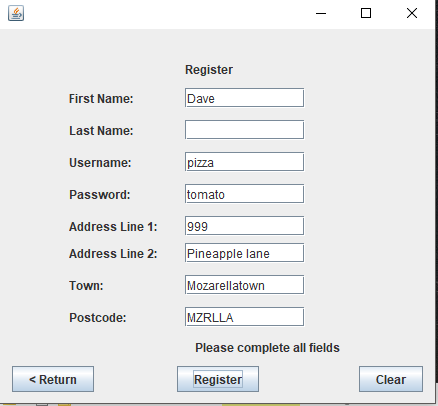 Register
First Name: Dave
Last Name:
Username: pizza
Password: tomato
Address Line 1: 999
Address Line 2: Pineapple lane
Town: Mozarellatown
Postcode: MZRLLA
Please complete all fields
< Return Register Clear